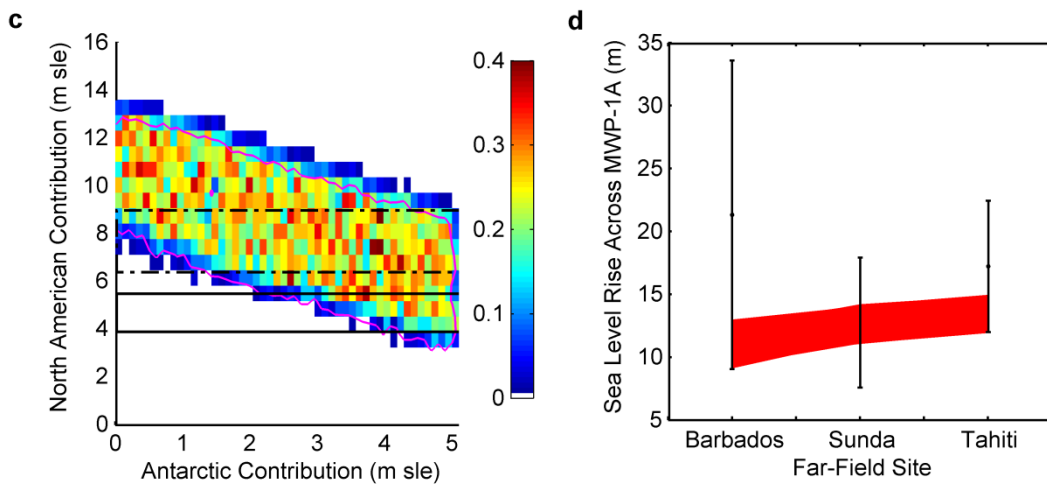 c
North American Contribution (m sle)
16
14
12
10
8
6
4
2
0
0 1 2 3 4 5
Antarctic Contribution (m sle)
0.4
0.3
0.2
0.1
0
d
Sea Level Rise Across MWP-1A (m)
35
30
25
20
15
10
5
Barbados Sunda Tahiti
Far-Field Site